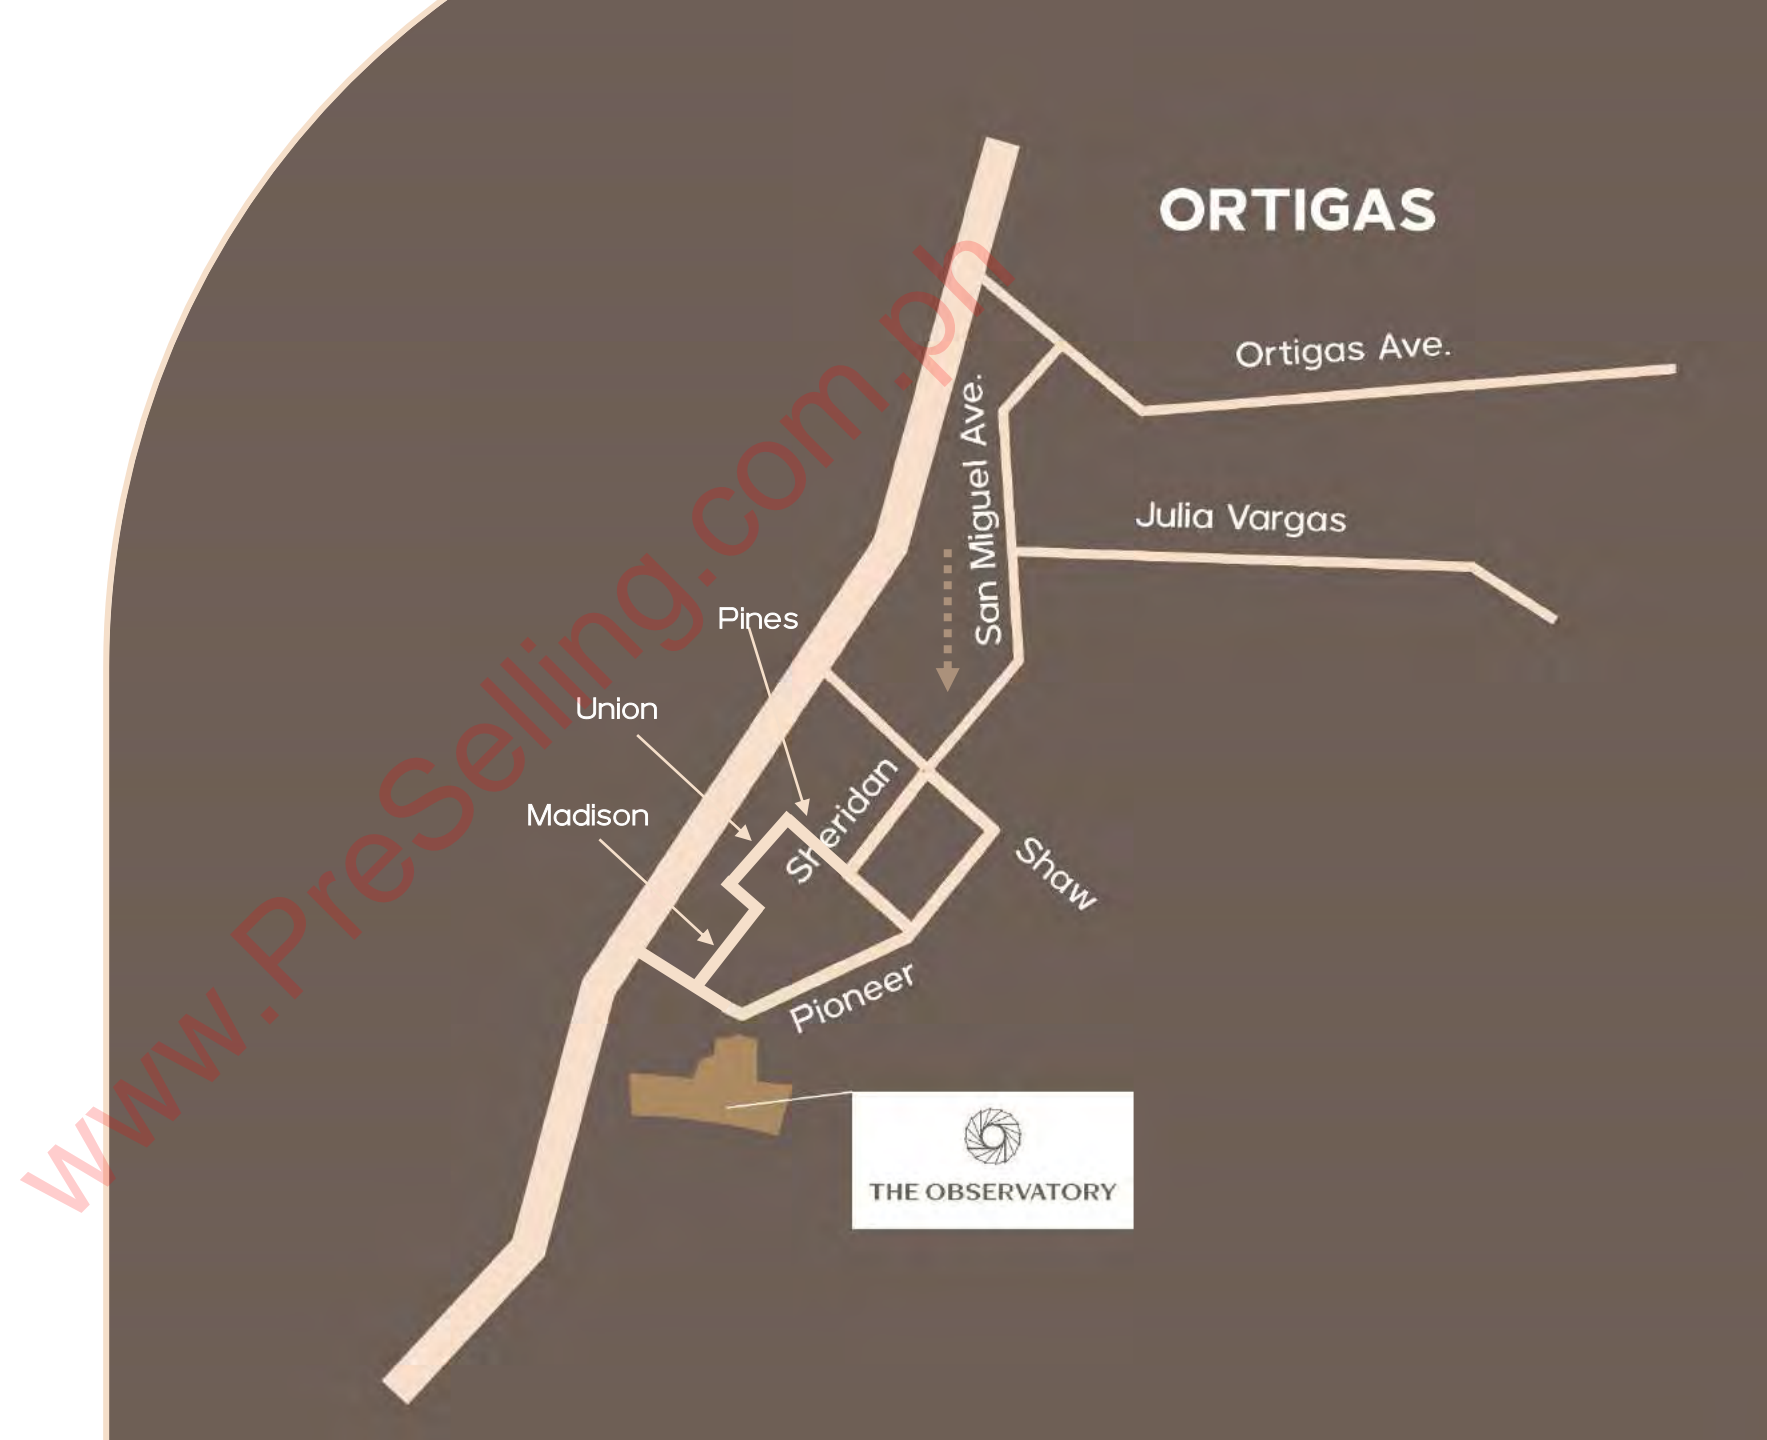 ORTIGAS
Ortigas Ave.
San Miguel Ave.
Julia Vargas
Pines
Union
Madison
Sheridan
Shaw
Pioneer
THE OBSERVATORY
www.PreSelling.com.ph